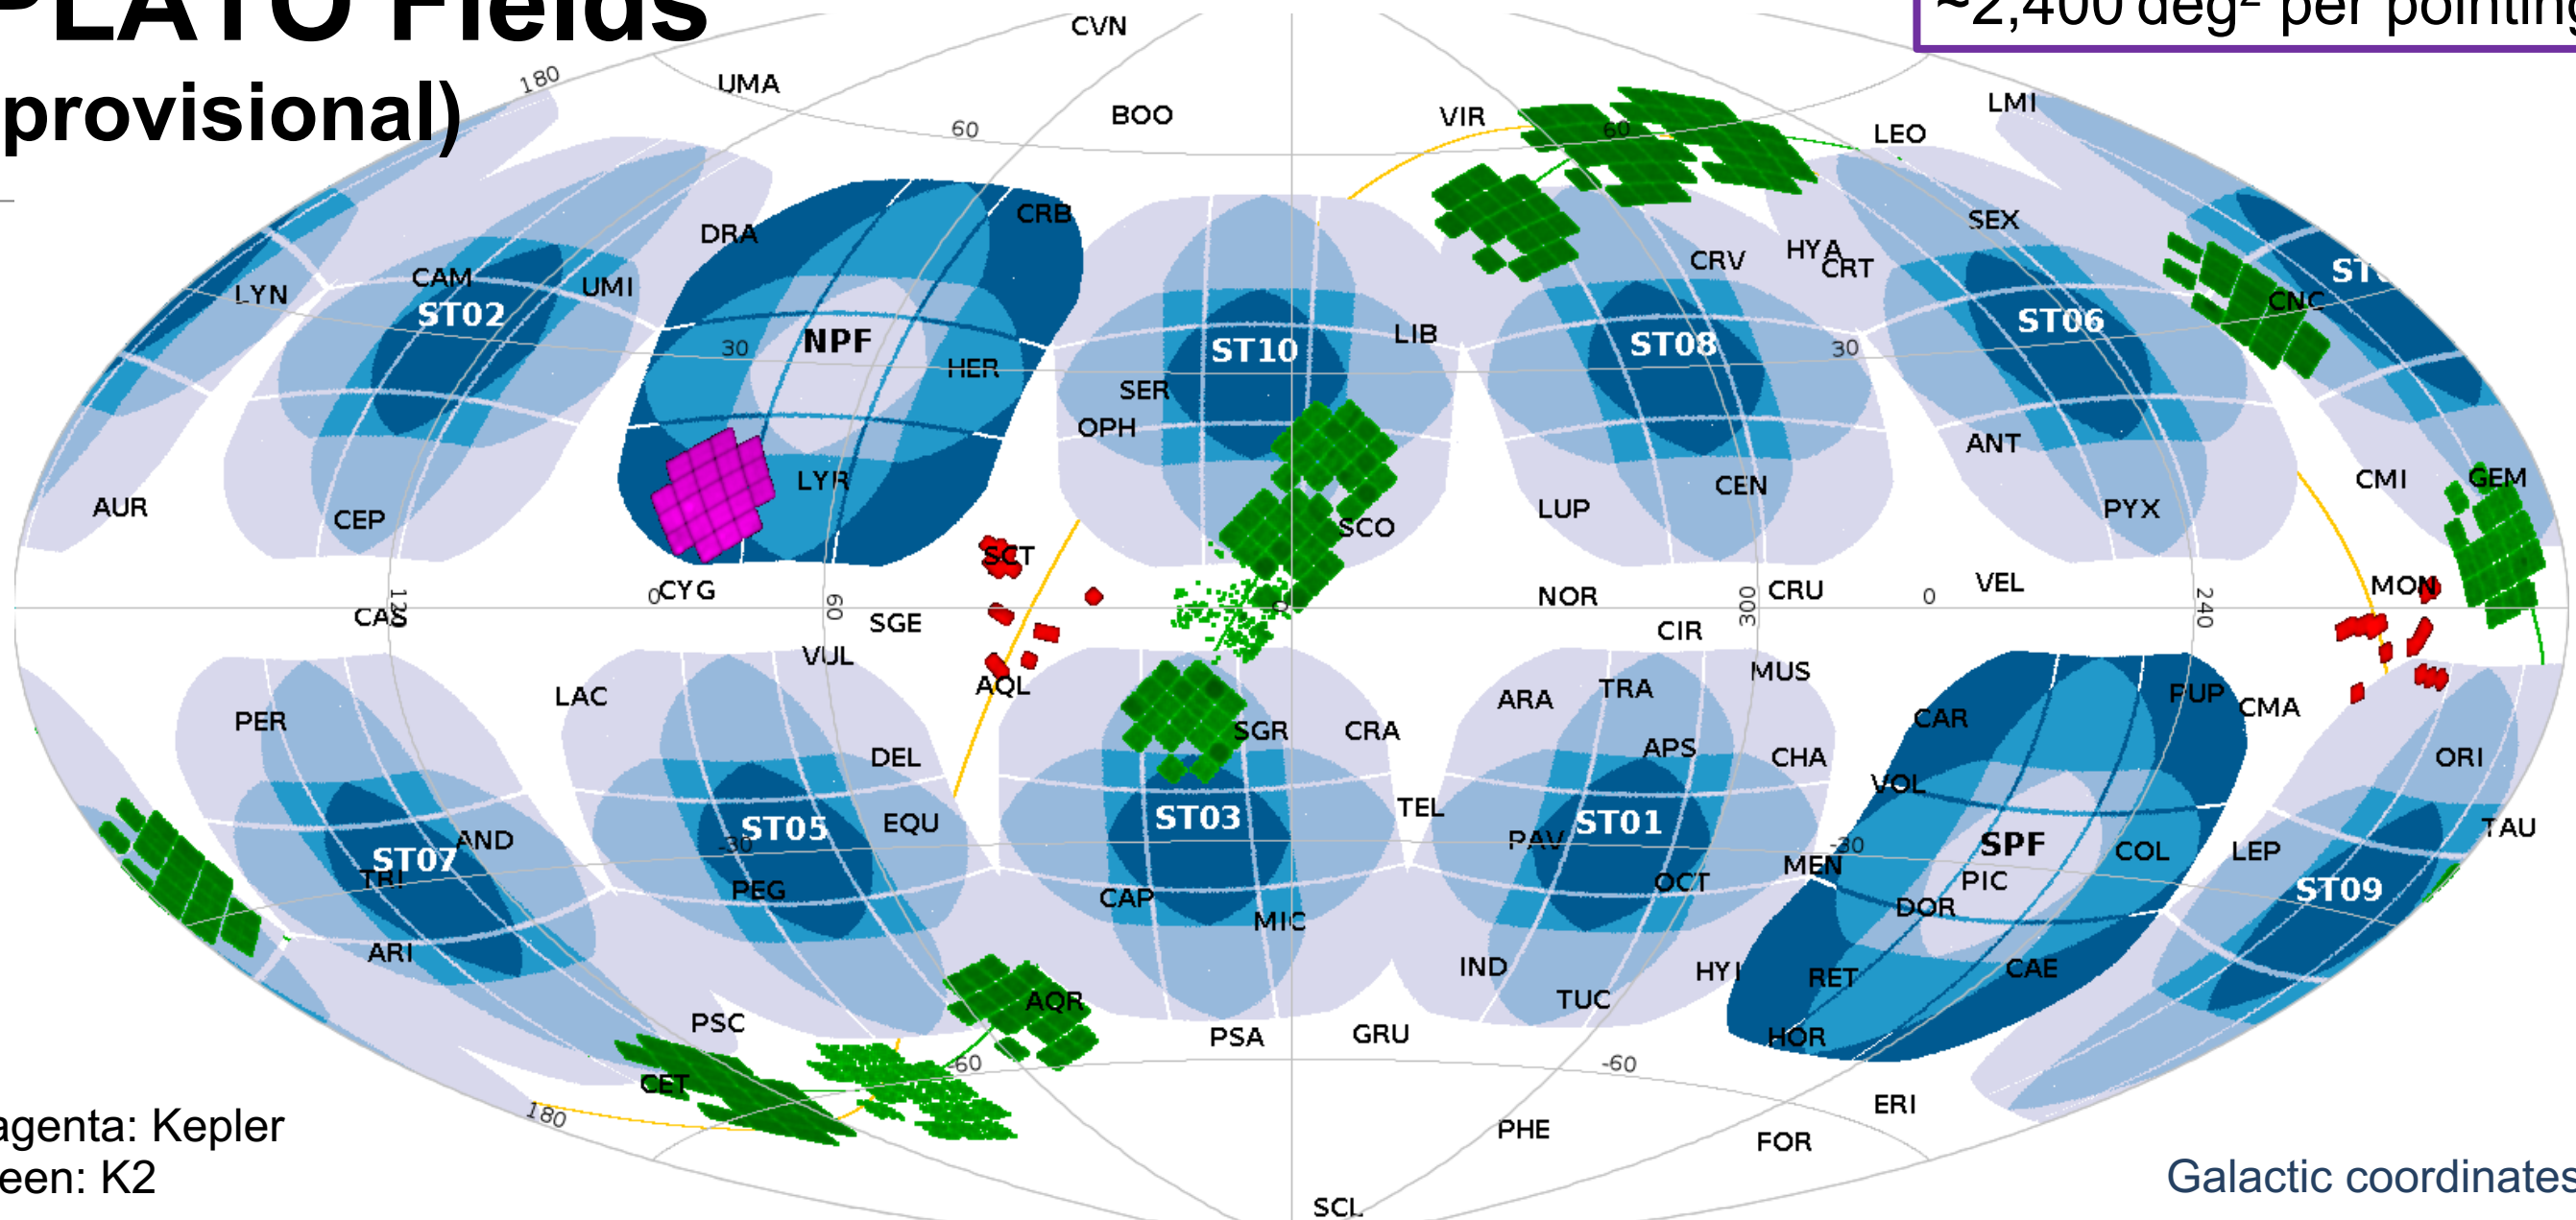 PLATO Fields
provisional)
~2,400 deg² per pointing
CVN
UMA
180
BOO
VIR
LMI
LEO
60
60
CRB
DRA
SEX
CAM
UMI
LYN
ST02
CRV
HYA
CRT
CNC
NPF
30
HER
ST10
LIB
SER
OPH
ST08
30
ST06
ANT
LYR
CEN
LUP
PYX
CMI
GEM
AUR
CEP
SCO
SCT
0
CYG
CAS
120
60
SGE
0
NOR
CIR
300
CRU
0
VEL
240
MON
VUL
AQL
LAC
PER
DEL
SGR
CRA
ARA
TRA
MUS
APS
CHA
CAR
PUP
CMA
ORI
VOL
TAU
ST07
AND
TRI
ST05
-30
EQU
PEG
ST03
TEL
CAP
MIC
ST01
PAV
OCT
MEN
-30
SPF
PIC
COL
DOR
LEP
ST09
ARI
AQR
PSC
PSA
GRU
IND
TUC
HYI
RET
CAE
HOR
CET
-60
-60
180
PHE
ERI
FOR
SCL
agenta: Kepler
een: K2
Galactic coordinates